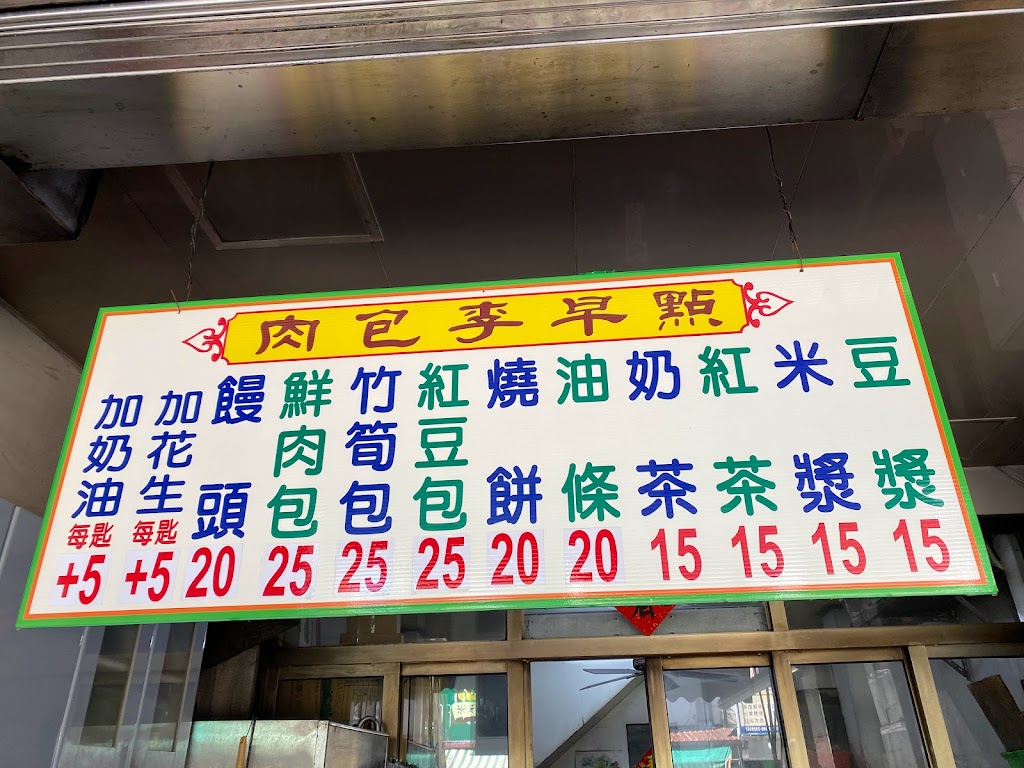 肉包李早點
豆漿 15
米漿 15
紅茶 15
奶茶 15
油條 20
燒餅 20
紅豆包 25
竹筍包 25
鮮肉包 25
饅頭 20
加花生 每匙 +5
加奶油 每匙 +5